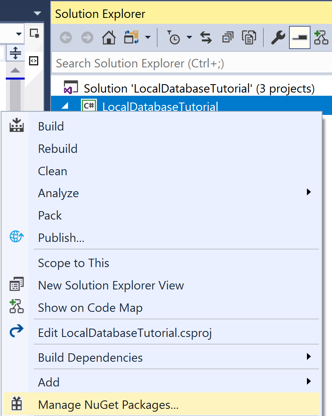 Solution Explorer
Search Solution Explorer (Ctrl+;)
Solution 'LocalDatabaseTutorial' (3 projects)
C# LocalDatabaseTutorial
Build
Rebuild
Clean
Analyze
Pack
Publish...
Scope to This
New Solution Explorer View
Show on Code Map
Edit LocalDatabaseTutorial.csproj
Build Dependencies
Add
Manage NuGet Packages...